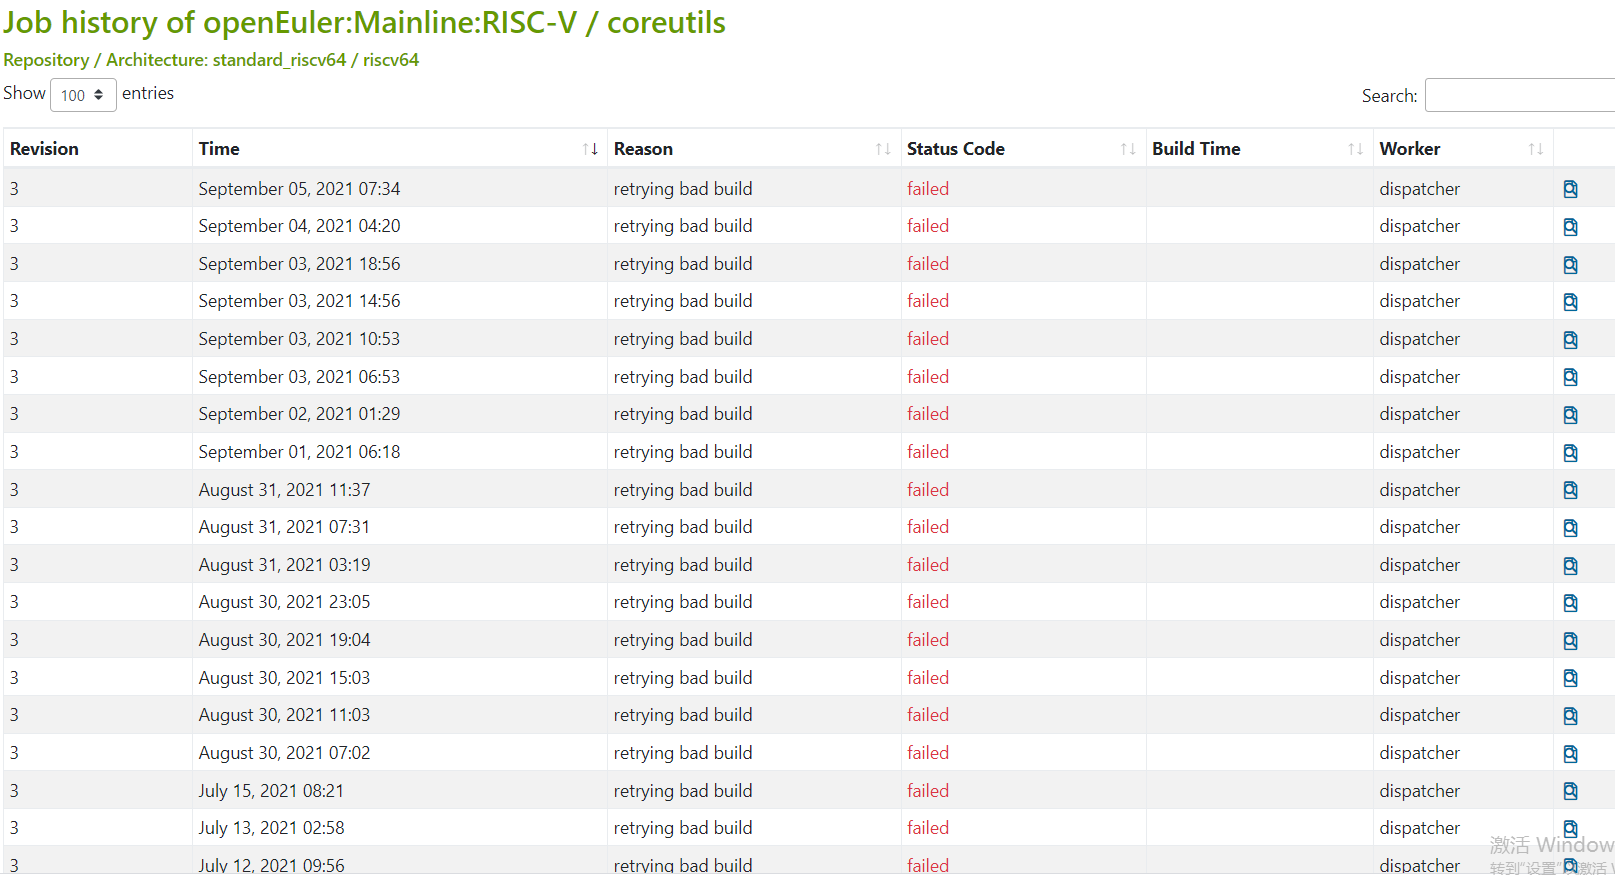 Job history of openEuler:Mainline:RISC-V / coreutils
Repository / Architecture: standard_riscv64 / riscv64
Show 100 entries Search:
Revision Time Reason Status Code Build Time Worker
3 September 05, 2021 07:34 retrying bad build failed dispatcher
3 September 04, 2021 04:20 retrying bad build failed dispatcher
3 September 03, 2021 18:56 retrying bad build failed dispatcher
3 September 03, 2021 14:56 retrying bad build failed dispatcher
3 September 03, 2021 10:53 retrying bad build failed dispatcher
3 September 03, 2021 06:53 retrying bad build failed dispatcher
3 September 02, 2021 01:29 retrying bad build failed dispatcher
3 September 01, 2021 06:18 retrying bad build failed dispatcher
3 August 31, 2021 11:37 retrying bad build failed dispatcher
3 August 31, 2021 07:31 retrying bad build failed dispatcher
3 August 31, 2021 03:19 retrying bad build failed dispatcher
3 August 30, 2021 23:05 retrying bad build failed dispatcher
3 August 30, 2021 19:04 retrying bad build failed dispatcher
3 August 30, 2021 15:03 retrying bad build failed dispatcher
3 August 30, 2021 11:03 retrying bad build failed dispatcher
3 August 30, 2021 07:02 retrying bad build failed dispatcher
3 July 15, 2021 08:21 retrying bad build failed dispatcher
3 July 13, 2021 02:58 retrying bad build failed dispatcher
激活 Window
3 July 12, 2021 09:56 retrying bad build failed dispatcher
转到"设置"以激活 W